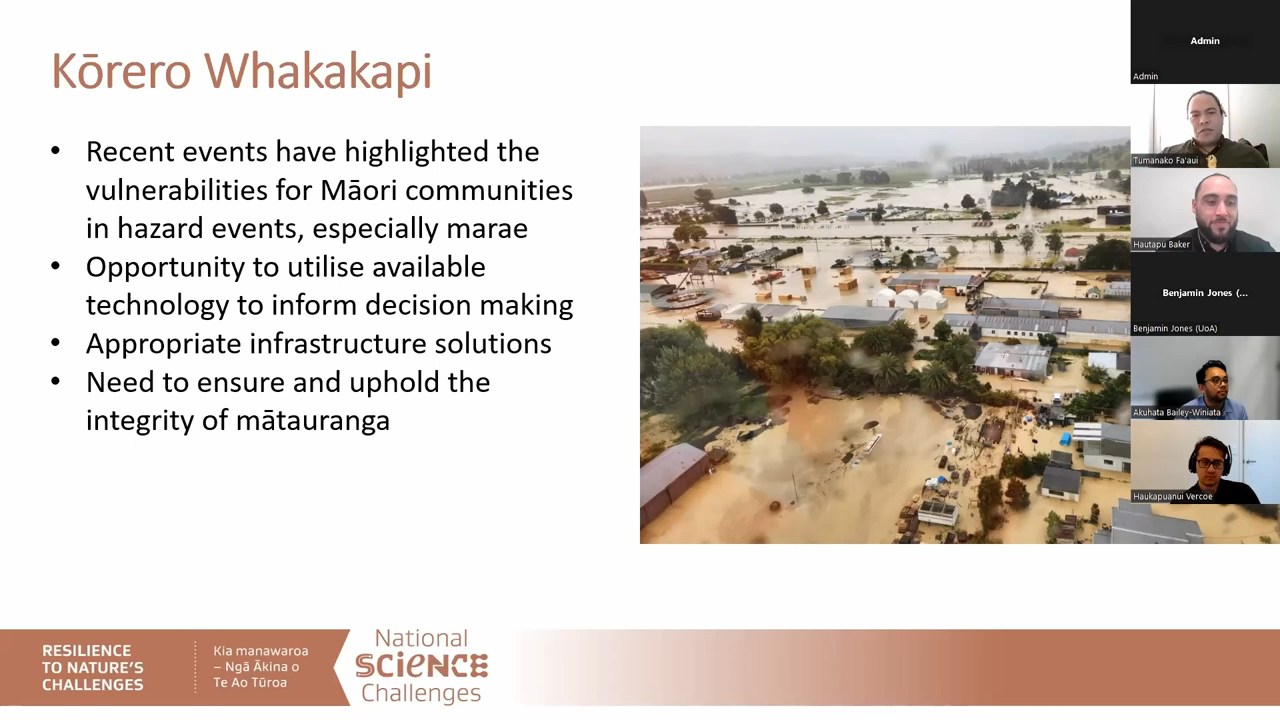 Kōrero Whakakapi
• Recent events have highlighted the
vulnerabilities for Māori communities
in hazard events, especially marae
• Opportunity to utilise available
technology to inform decision making
• Appropriate infrastructure solutions
• Need to ensure and uphold the
integrity of mātauranga
Admin
Admin
Tumanako Fa'aui
Hautapu Baker
Benjamin Jones (...
Benjamin Jones (UoA)
Akuhata Bailey-Winiata
Haukapuanui Vercoe
RESILIENCE
TO NATURE'S
CHALLENGES
Kia manawaroa
– Ngā Ākina o
Te Ao Tūroa
National
SCIENCE
Challenges